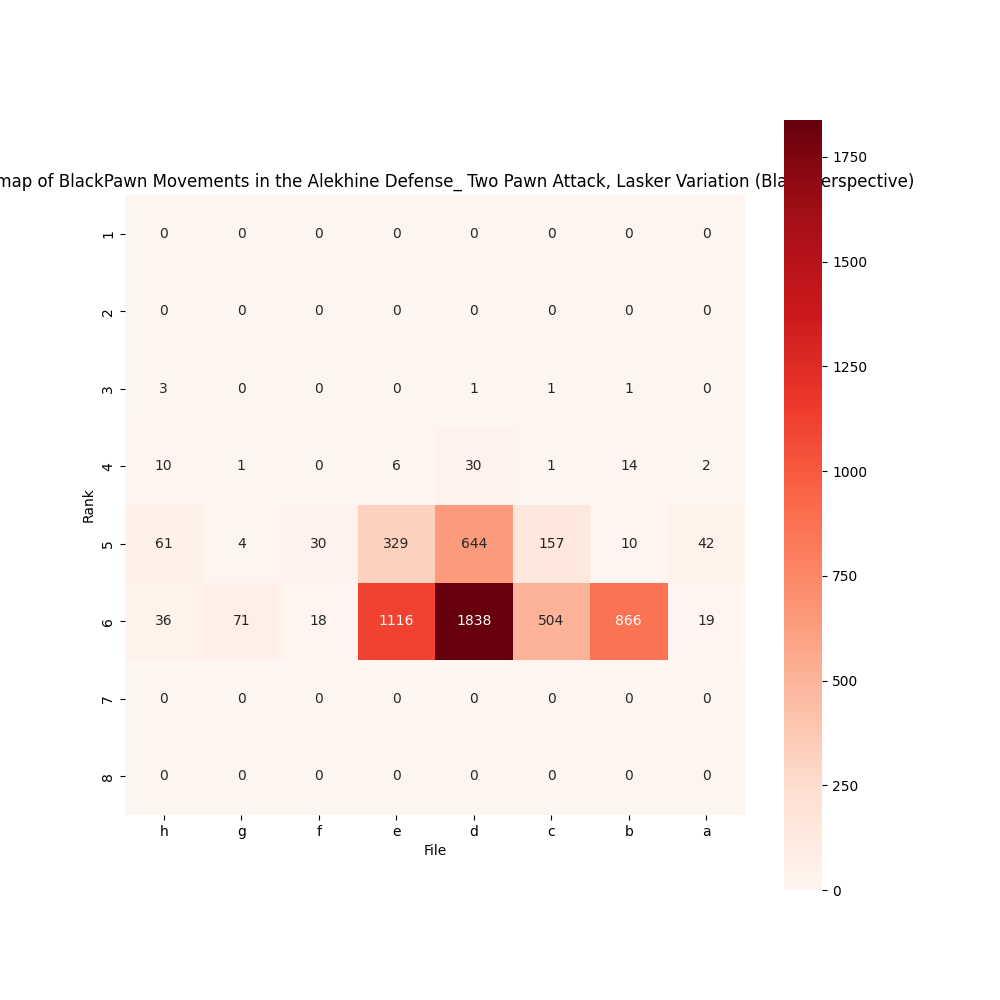 map of BlackPawn Movements in the Alekhine Defense_ Two Pawn Attack, Lasker Variation (Bla erspective)
1 0 0 0 0 0 0 0 0
2 0 0 0 0 0 0 0 0
3 3 0 0 0 1 1 1 0
4 10 1 0 6 30 1 14 2
Rank
5 61 4 30 329 644 157 10 42
6 36 71 18 1116 1838 504 866 19
7 0 0 0 0 0 0 0 0
8 0 0 0 0 0 0 0 0
h g f e d c b a
File
1750
1500
1250
1000
750
500
250
0